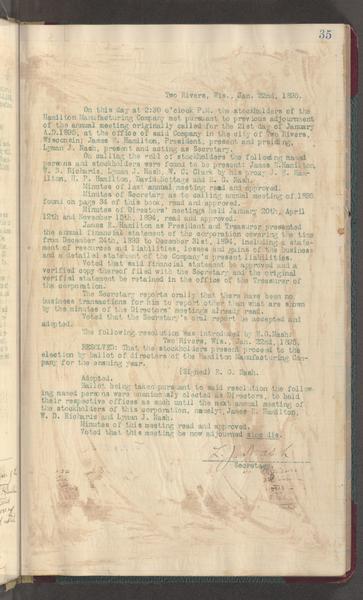 35
Two Rivers, Wis., Jan. 22nd, 1895.
On this day at 2:30 o'clock P.M. the stockholders of the
Hamilton Manufacturing Company met pursuant to previous adjournment
of the annual meeting originally called for the 21st day of January
A.D.1895, at the office of said Company in the city of Two Rivers,
Wisconsin; James E. Hamilton, President, present and presiding,
Lyman J. Nash, present and acting as Secretary.
On calling the roll of stockholders the following named
persons and stockholders were found to be present: James E.Hamilton,
W. D. Richards, Lyman J. Nash, W. C. Clark by his proxy J. E. Ham-
ilton, H. P. Hamilton, and E. G. Nash.
Minutes of last annual meeting read and approved.
Minutes of Secretary as to calling annual meeting of 1895
found on page 34 of this book, read and approved.
Minutes of Directors' meetings held January 20th, April
12th and November 10th, 1894, read and approved.
James E. Hamilton as President and Treasurer presented
the annual financial statement of the corporation covering the time
from December 24th, 1893 to December 31st, 1894, including a state-
ment of resources and liabilities, losses and gains of the business
and a detailed statement of the Company's present liabilities.
Voted that said financial statement be approved and a
verified copy thereof filed with the Secretary and the original
verified statement be retained in the office of the Treasurer of
the corporation.
The Secretary reports orally that there have been no
business transactions for him to report other than what are shown
by the minutes of the Directors' meetings already read.
Voted that the Secretary's oral report be accepted and
adopted.
The following resolution was introduced by E.G.Nash:
Two Rivers, Wis., Jan. 22nd, 1895.
RESOLVED: That the stockholders present proceed to the
election by ballot of directors of the Hamilton Manufacturing Com-
pany for the ensuing year.
(Signed) E. G. Nash.
Adopted.
Ballot being taken pursuant to said resolution the follow-
ing named persons were unanimously elected as Directors, to hold
their respective offices as such until the next annual meeting of
the stockholders of this corporation, namely: James E. Hamilton,
W. D. Richards and Lyman J. Nash.
Minutes of this meeting read and approved.
Voted that this meeting be now adjourned sine die.
L. J. Nash
Secretary